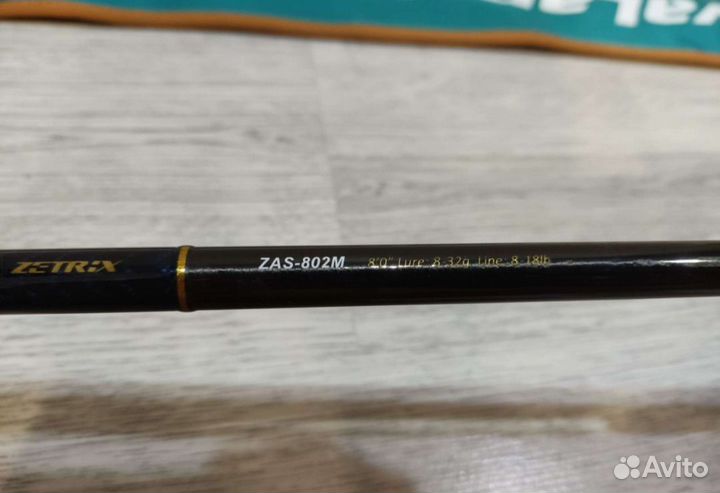 ZETRIX
ZAS-802M 8'0" Lure 8-32g Line 8-18lb
Avito